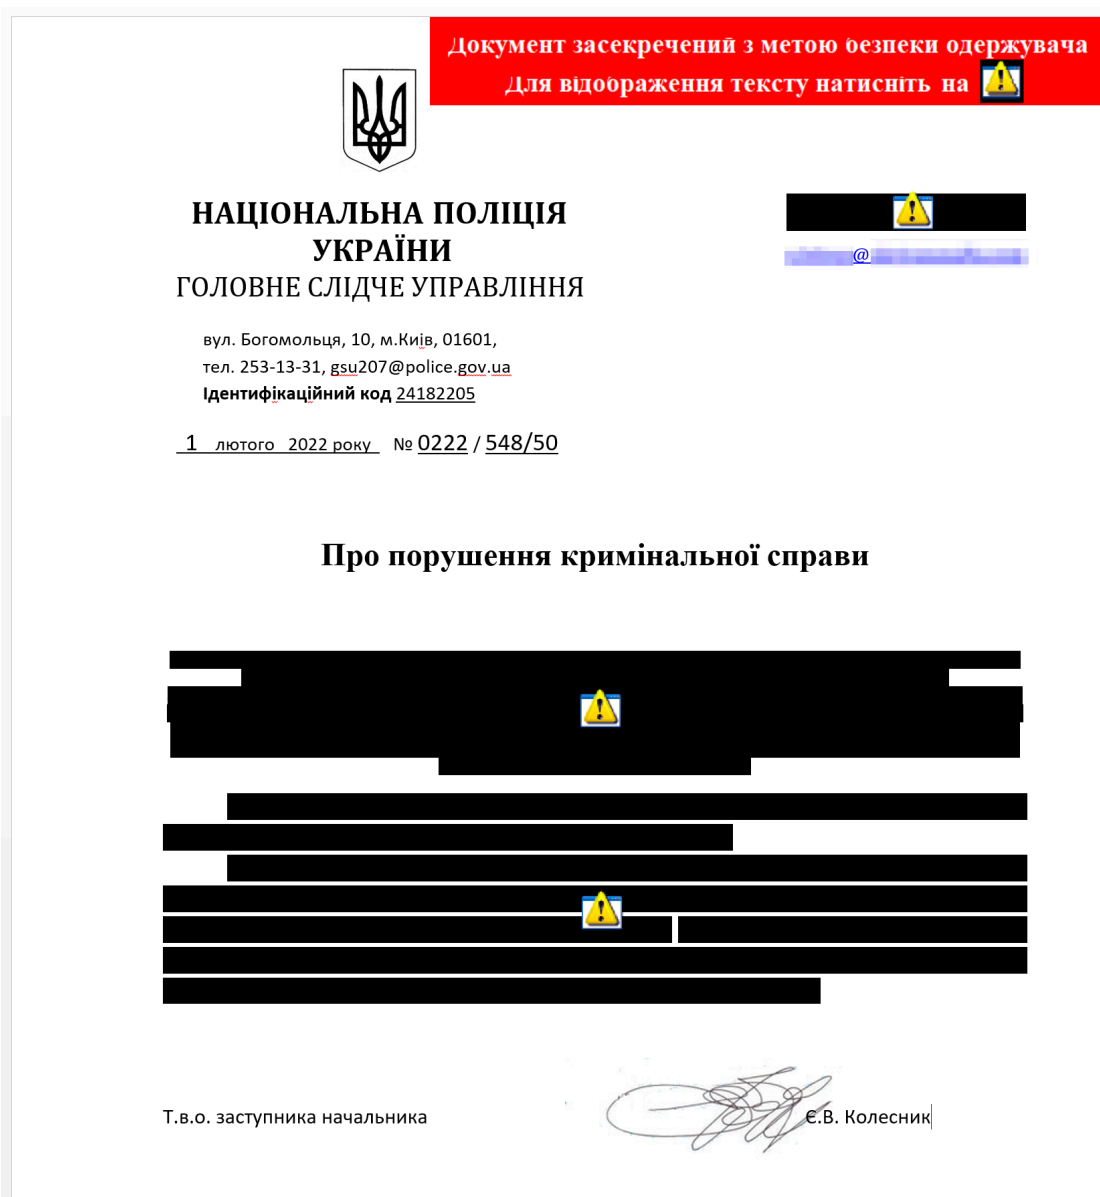 Документ засекречений з метою безпеки одержувача
Для відображення тексту натисніть на
НАЦІОНАЛЬНА ПОЛІЦІЯ
УКРАЇНИ
ГОЛОВНЕ СЛІДЧЕ УПРАВЛІННЯ
@
вул. Богомольця, 10, м.Київ, 01601,
тел. 253-13-31, gsu207@police.gov.ua
Ідентифікаційний код 24182205
1 лютого 2022 року № 0222 / 548/50
Про порушення кримінальної справи
Т.в.о. заступника начальника Є.В. Колесник